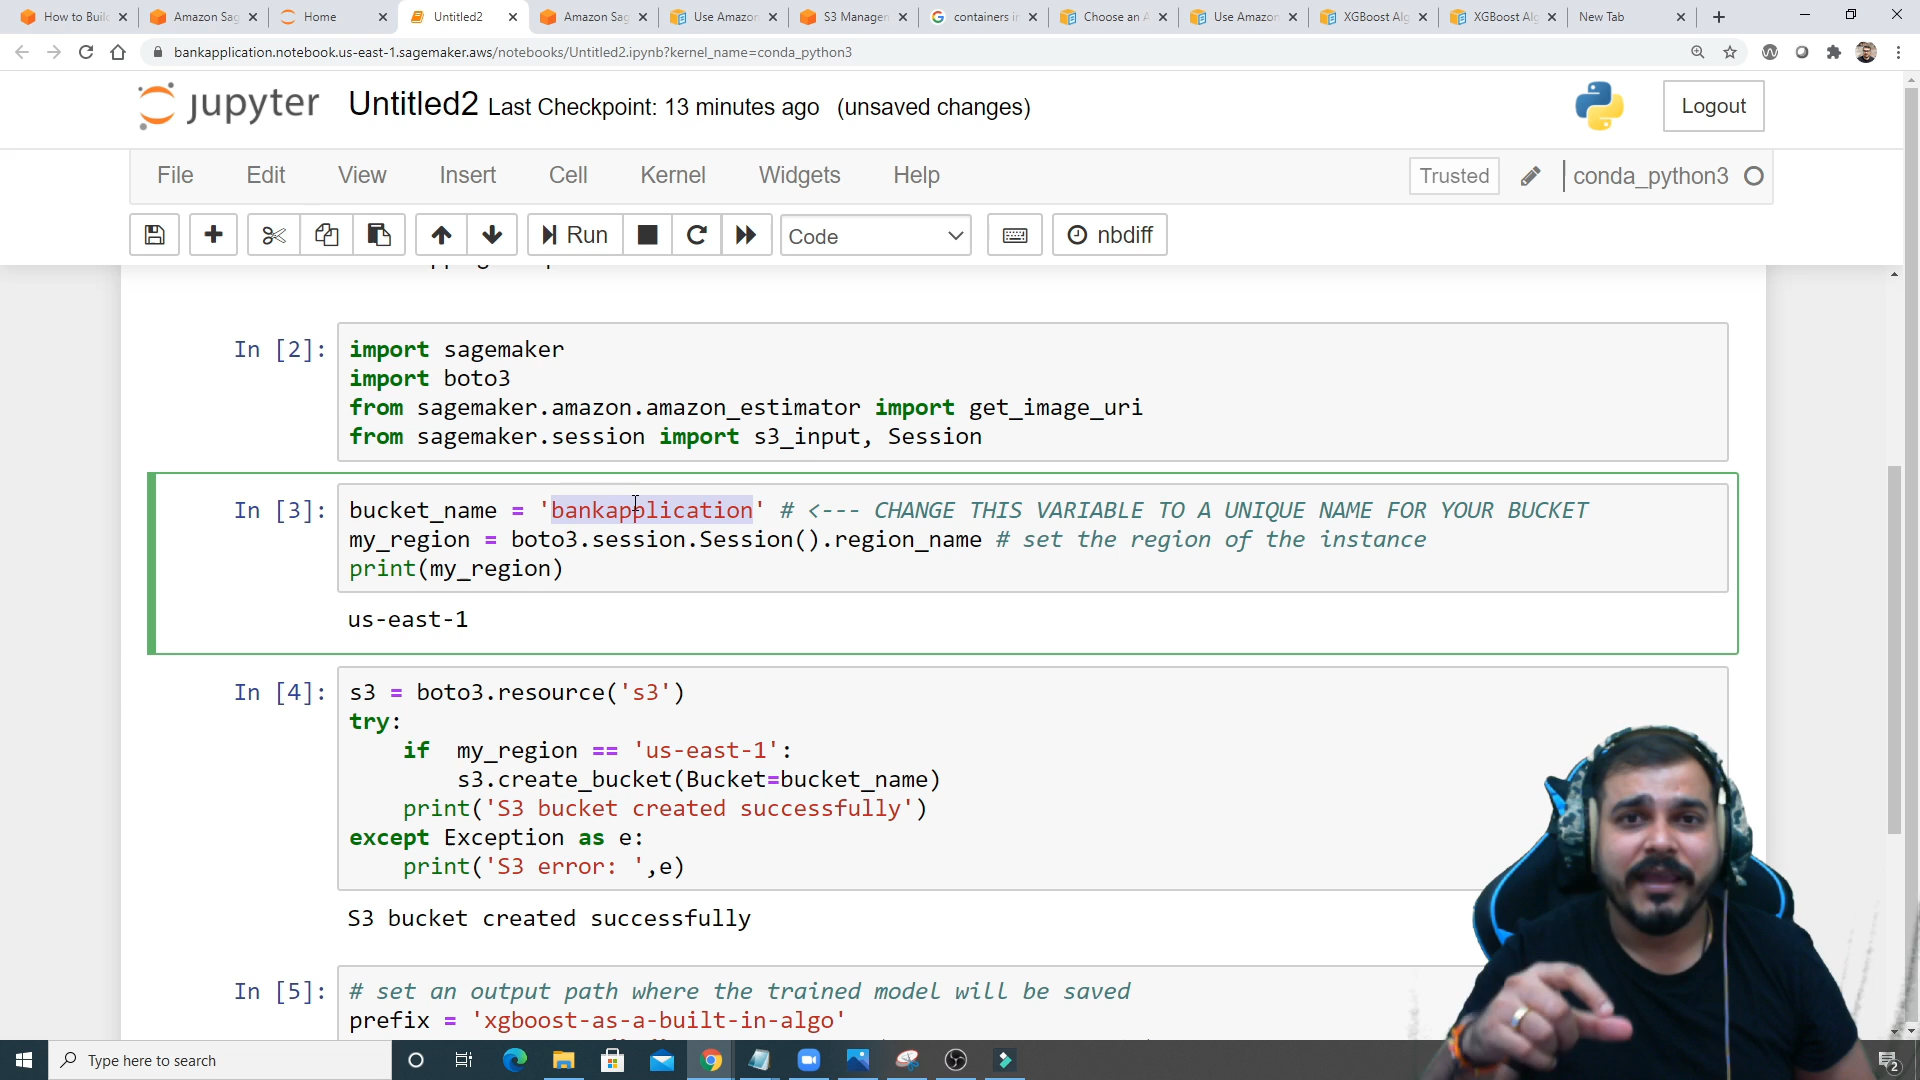 How to Buil
Amazon Sag
Home
Untitled2
Amazon Sag
Use Amazon
S3 Managem
containers in
Choose an A
Use Amazon
XGBoost Alg
XGBoost Alg
New Tab
bankapplication.notebook.us-east-1.sagemaker.aws/notebooks/Untitled2.ipynb?kernel_name=conda_python3
jupyter Untitled2 Last Checkpoint: 13 minutes ago (unsaved changes)
Logout
File Edit View Insert Cell Kernel Widgets Help
Trusted
conda_python3
Run
Code
nbdiff
In [2]:
import sagemaker
import boto3
from sagemaker.amazon.amazon_estimator import get_image_uri
from sagemaker.session import s3_input, Session
In [3]:
bucket_name = 'bankapplication' # <--- CHANGE THIS VARIABLE TO A UNIQUE NAME FOR YOUR BUCKET
my_region = boto3.session.Session().region_name # set the region of the instance
print(my_region)
us-east-1
In [4]:
s3 = boto3.resource('s3')
try:
if my_region == 'us-east-1':
s3.create_bucket(Bucket=bucket_name)
print('S3 bucket created successfully')
except Exception as e:
print('S3 error: ',e)
S3 bucket created successfully
In [5]:
# set an output path where the trained model will be saved
prefix = 'xgboost-as-a-built-in-algo'
Type here to search
2